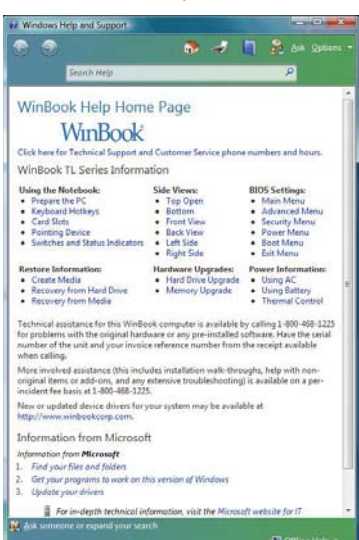 Windows Help and Support
Ask Options
Search Help
WinBook Help Home Page
WinBook
Click here for Technical Support and Customer Service phone numbers and hours.
WinBook TL Series Information
Using the Notebook: Side Views: BIOS Settings:
• Prepare the PC • Top Open • Main Menu
• Keyboard Hotkeys • Bottom • Advanced Menu
• Card Slots • Front View • Security Menu
• Pointing Device • Back View • Power Menu
• Switches and Status Indicators • Left Side • Boot Menu
• Right Side • Exit Menu
Restore Information: Hardware Upgrades: Power Information:
• Create Media • Hard Drive Upgrade • Using AC
• Recovery from Hard Drive • Memory Upgrade • Using Battery
• Recovery from Media • Thermal Control
Technical assistance for this WinBook computer is available by calling 1-800-468-1225
for problems with the original hardware or any pre-installed software. Have the serial
number of the unit and your invoice reference number from the receipt available
when calling.
More involved assistance (this includes installation walk-throughs, help with non-
original items or add-ons, and any extensive troubleshooting) is available on a per-
incident fee basis at 1-800-468-1225.
New or updated device drivers for your system may be available at
http://www.winbookcorp.com.
Information from Microsoft
Information from Microsoft
1. Find your files and folders
2. Get your programs to work on this version of Windows
3. Update your drivers
For in-depth technical information, visit the Microsoft website for IT
Ask someone or expand your search